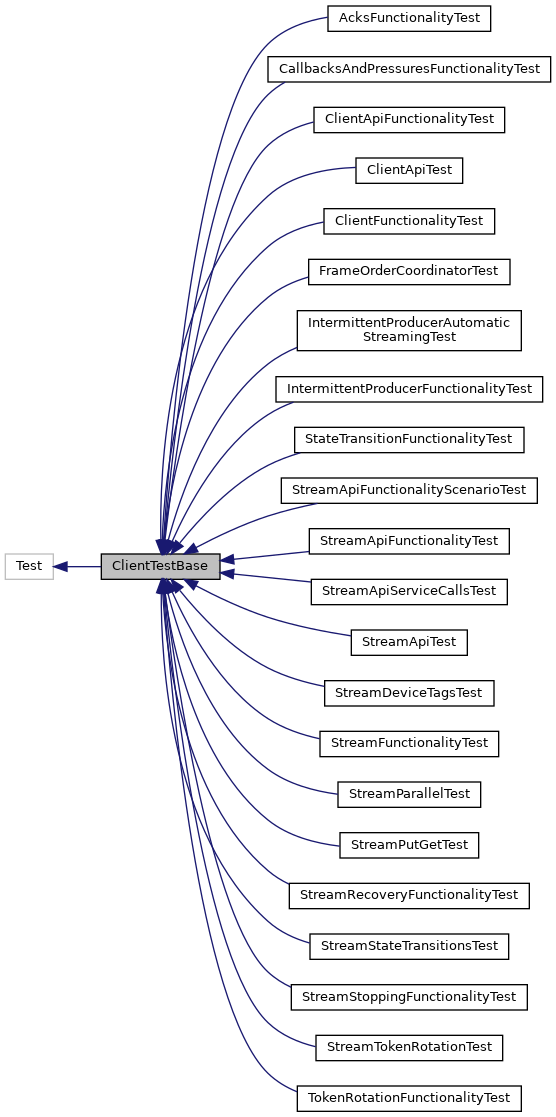 AcksFunctionalityTest
CallbacksAndPressuresFunctionalityTest
ClientApiFunctionalityTest
ClientApiTest
ClientFunctionalityTest
FrameOrderCoordinatorTest
IntermittentProducerAutomatic
StreamingTest
IntermittentProducerFunctionalityTest
StateTransitionFunctionalityTest
StreamApiFunctionalityScenarioTest
StreamApiFunctionalityTest
Test
ClientTestBase
StreamApiServiceCallsTest
StreamApiTest
StreamDeviceTagsTest
StreamFunctionalityTest
StreamParallelTest
StreamPutGetTest
StreamRecoveryFunctionalityTest
StreamStateTransitionsTest
StreamStoppingFunctionalityTest
StreamTokenRotationTest
TokenRotationFunctionalityTest